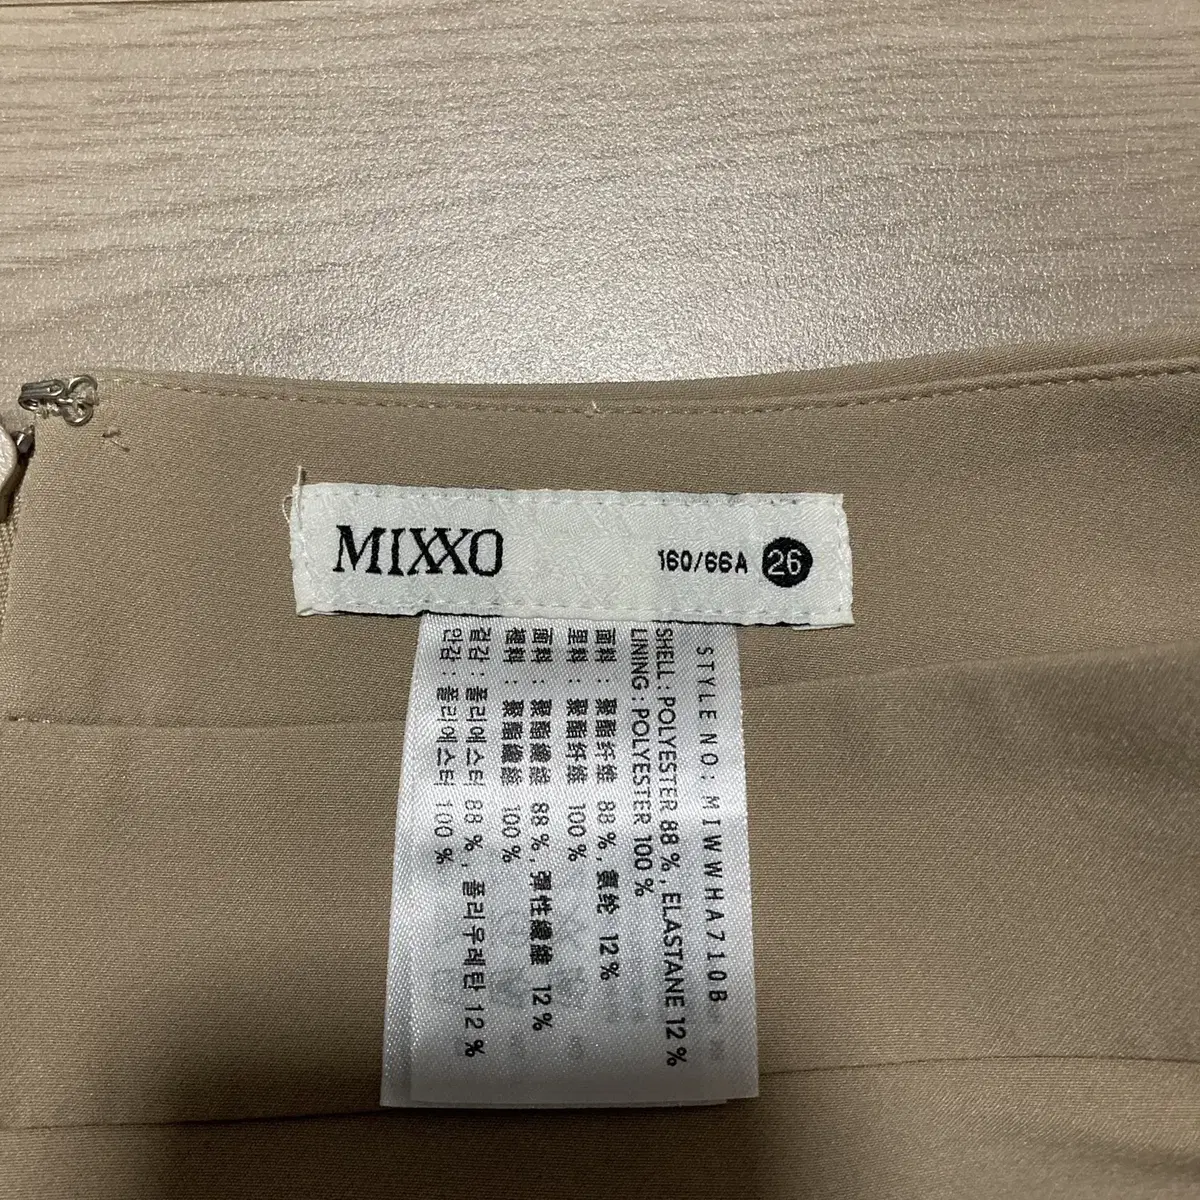 MIXXO
160/66A 26
STYLE NO: MIWWHA710B
SHELL : POLYESTER 88 %, ELASTANE 12 %
LINING : POLYESTER 100 %
面料 : 聚酯纤维 88 %, 氨纶 12 %
里料 : 聚酯纤维 100 %
面料 : 聚酯纖維 88 %, 彈性纖維 12 %
裡料 : 聚酯纖維 100 %
겉감 : 폴리에스터 88 %, 폴리우레탄 12 %
안감 : 폴리에스터 100 %